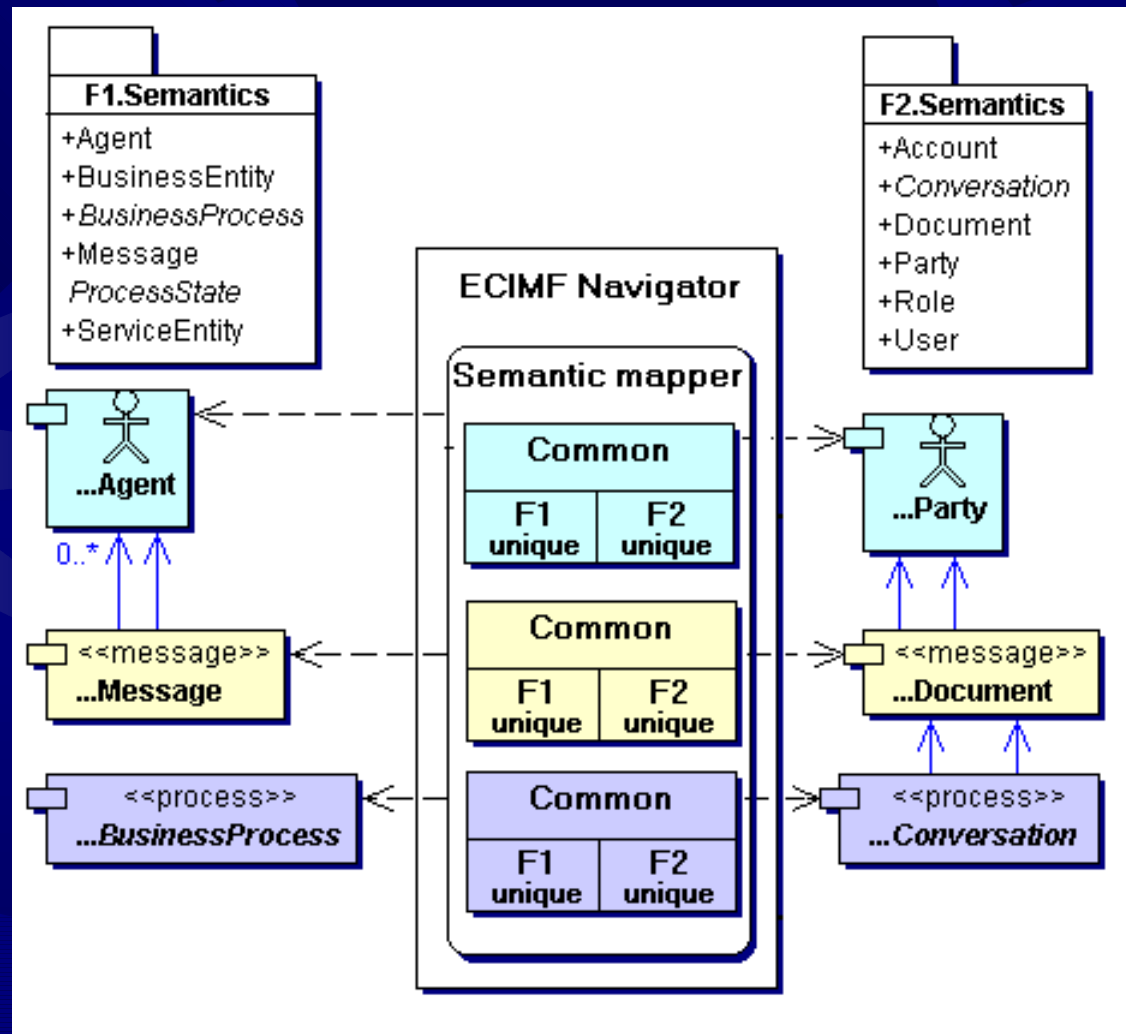 F1.Semantics
+Agent
+BusinessEntity
+BusinessProcess
+Message
ProcessState
+ServiceEntity
F2.Semantics
+Account
+Conversation
+Document
+Party
+Role
+User
ECIMF Navigator
Semantic mapper
...Agent
0..*
Common
F1 unique
F2 unique
...Party
<<message>>
...Message
Common
F1 unique
F2 unique
<<message>>
...Document
<<process>>
...BusinessProcess
Common
F1 unique
F2 unique
<<process>>
...Conversation